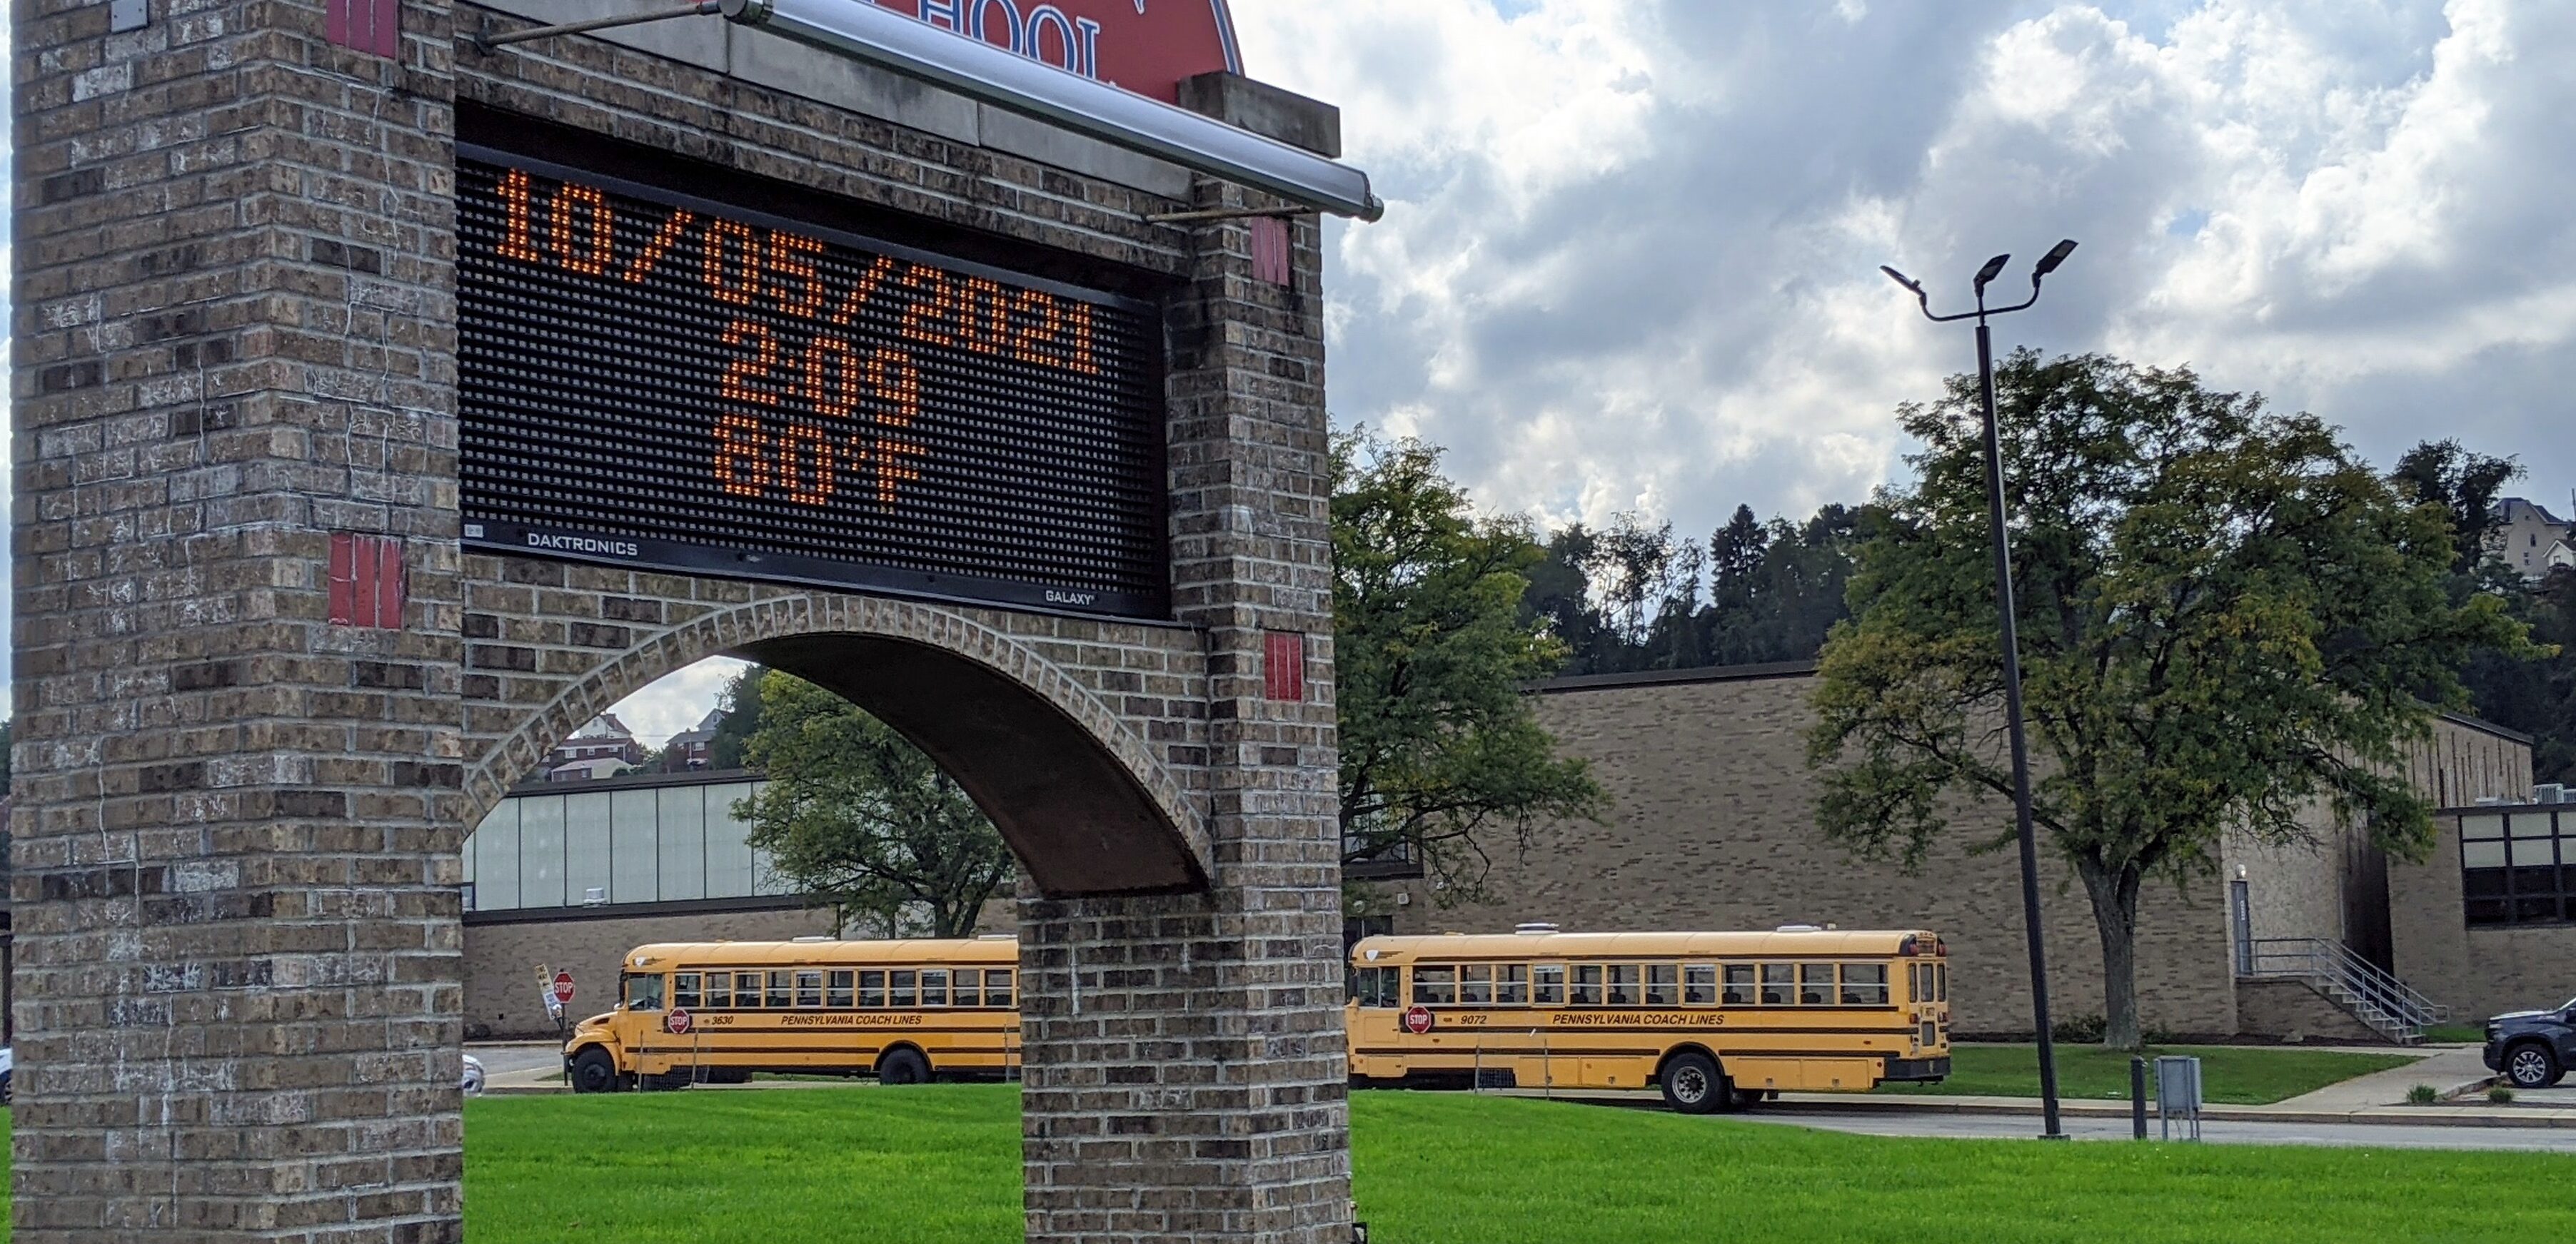 SCHOOL
10/05/2021
2:09
80°F
DAKTRONICS
GALAXY
STOP
STOP
3630 PENNSYLVANIA COACH LINES
STOP
9072 PENNSYLVANIA COACH LINES